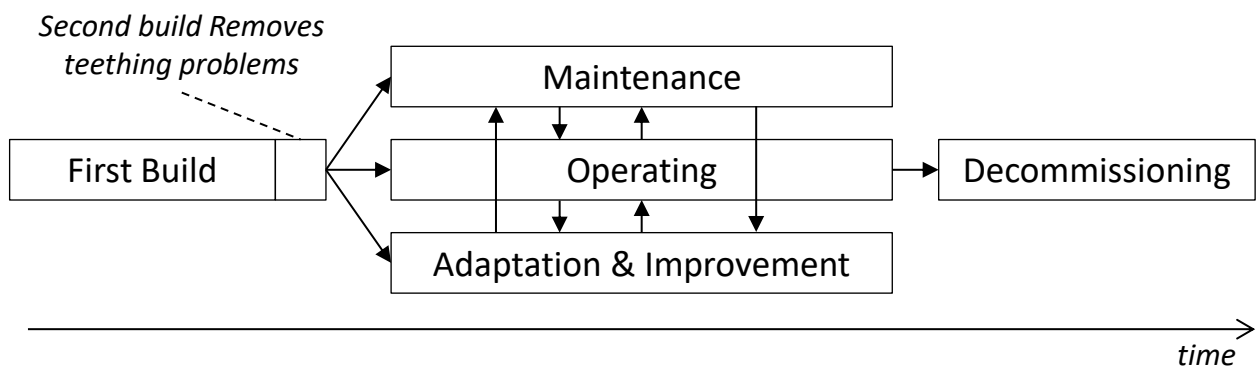 Second build Removes
teething problems
Maintenance
First Build
Operating
Decommissioning
Adaptation & Improvement
time